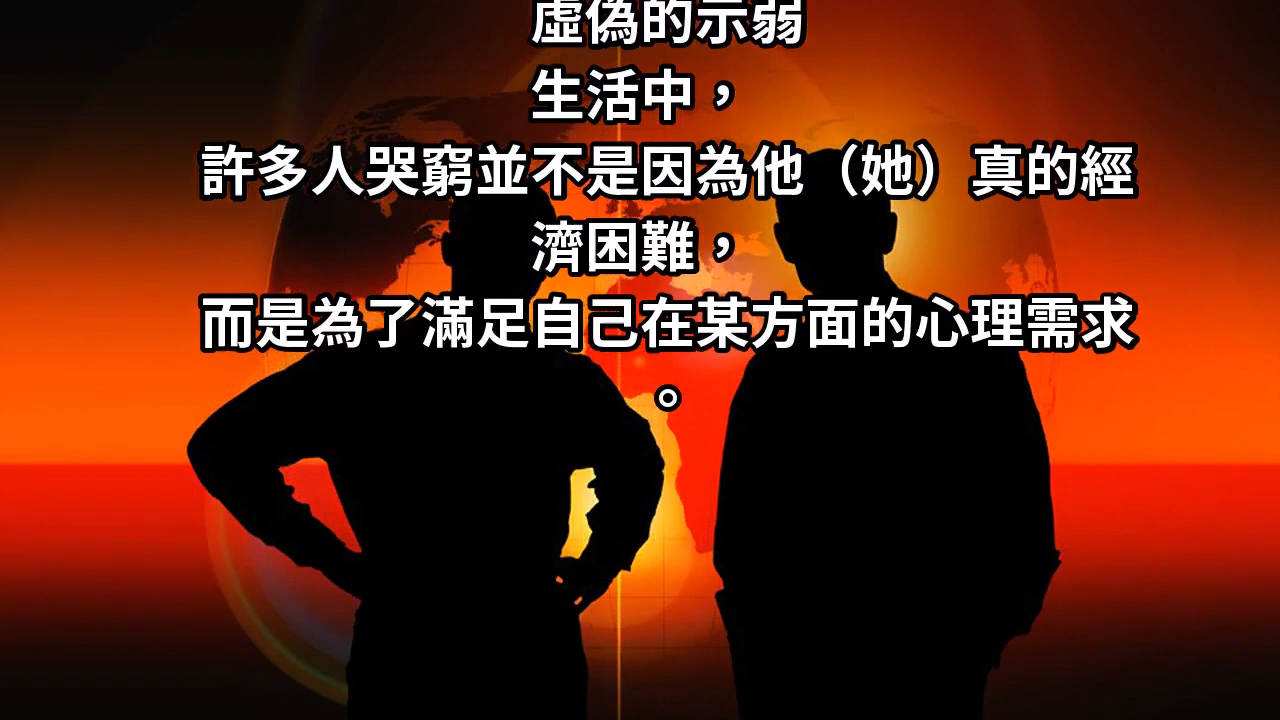 虛偽的示弱
生活中，
許多人哭窮並不是因為他（她）真的經
濟困難，
而是為了滿足自己在某方面的心理需求
。